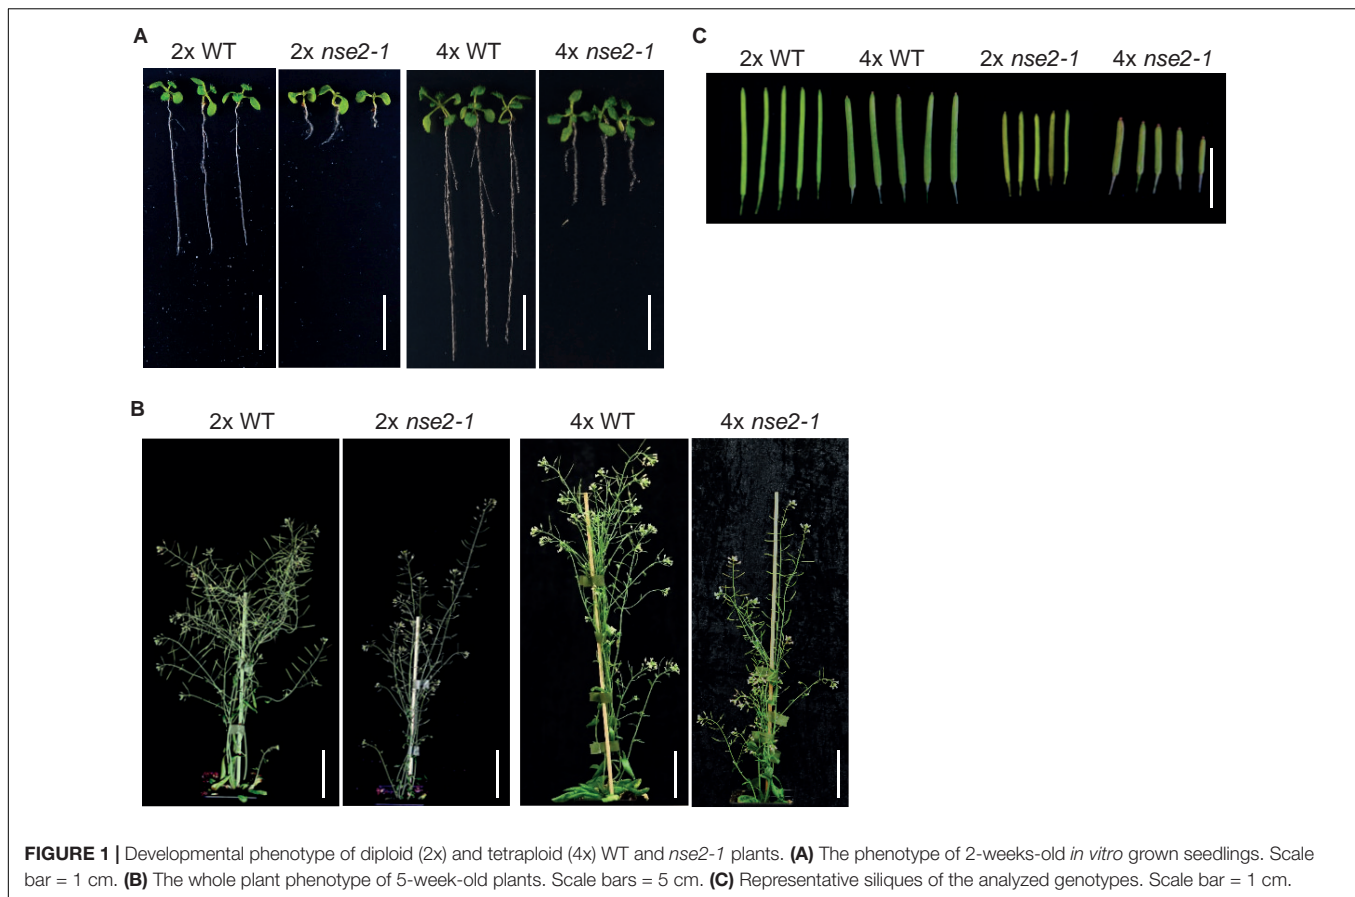 A
2x WT 2x nse2-1 4x WT 4x nse2-1
C
2x WT 4x WT 2x nse2-1 4x nse2-1
B
2x WT 2x nse2-1 4x WT 4x nse2-1
FIGURE 1 | Developmental phenotype of diploid (2x) and tetraploid (4x) WT and nse2-1 plants. (A) The phenotype of 2-weeks-old in vitro grown seedlings. Scale
bar = 1 cm. (B) The whole plant phenotype of 5-week-old plants. Scale bars = 5 cm. (C) Representative siliques of the analyzed genotypes. Scale bar = 1 cm.